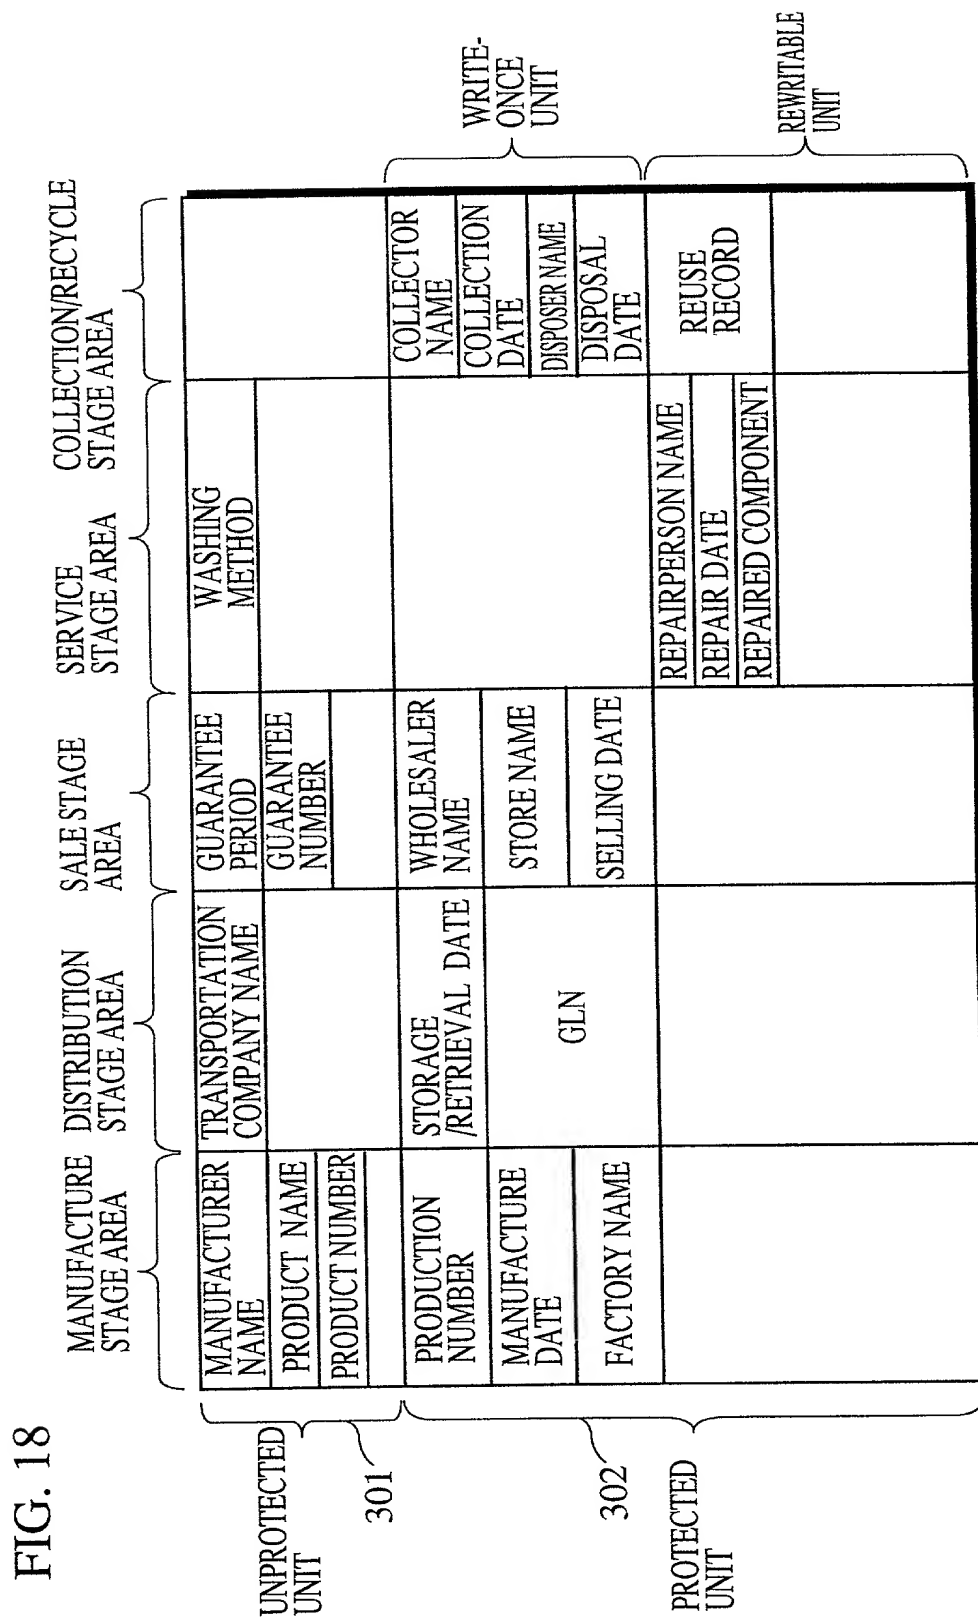 FIG. 18
MANUFACTURE
STAGE AREA
DISTRIBUTION
STAGE AREA
SALE STAGE
AREA
SERVICE
STAGE AREA
COLLECTION/RECYCLE
STAGE AREA
UNPROTECTED
UNIT
301
MANUFACTURER
NAME
PRODUCT NAME
PRODUCT NUMBER
TRANSPORTATION
COMPANY NAME
GUARANTEE
PERIOD
GUARANTEE
NUMBER
WASHING
METHOD
302
PROTECTED
UNIT
PRODUCTION
NUMBER
MANUFACTURE
DATE
FACTORY NAME
STORAGE
/RETRIEVAL DATE
GLN
WHOLESALER
NAME
STORE NAME
SELLING DATE
COLLECTOR
NAME
COLLECTION
DATE
DISPOSER NAME
DISPOSAL
DATE
WRITE-
ONCE
UNIT
REPAIRPERSON NAME
REPAIR DATE
REPAIRED COMPONENT
REUSE
RECORD
REWRITABLE
UNIT